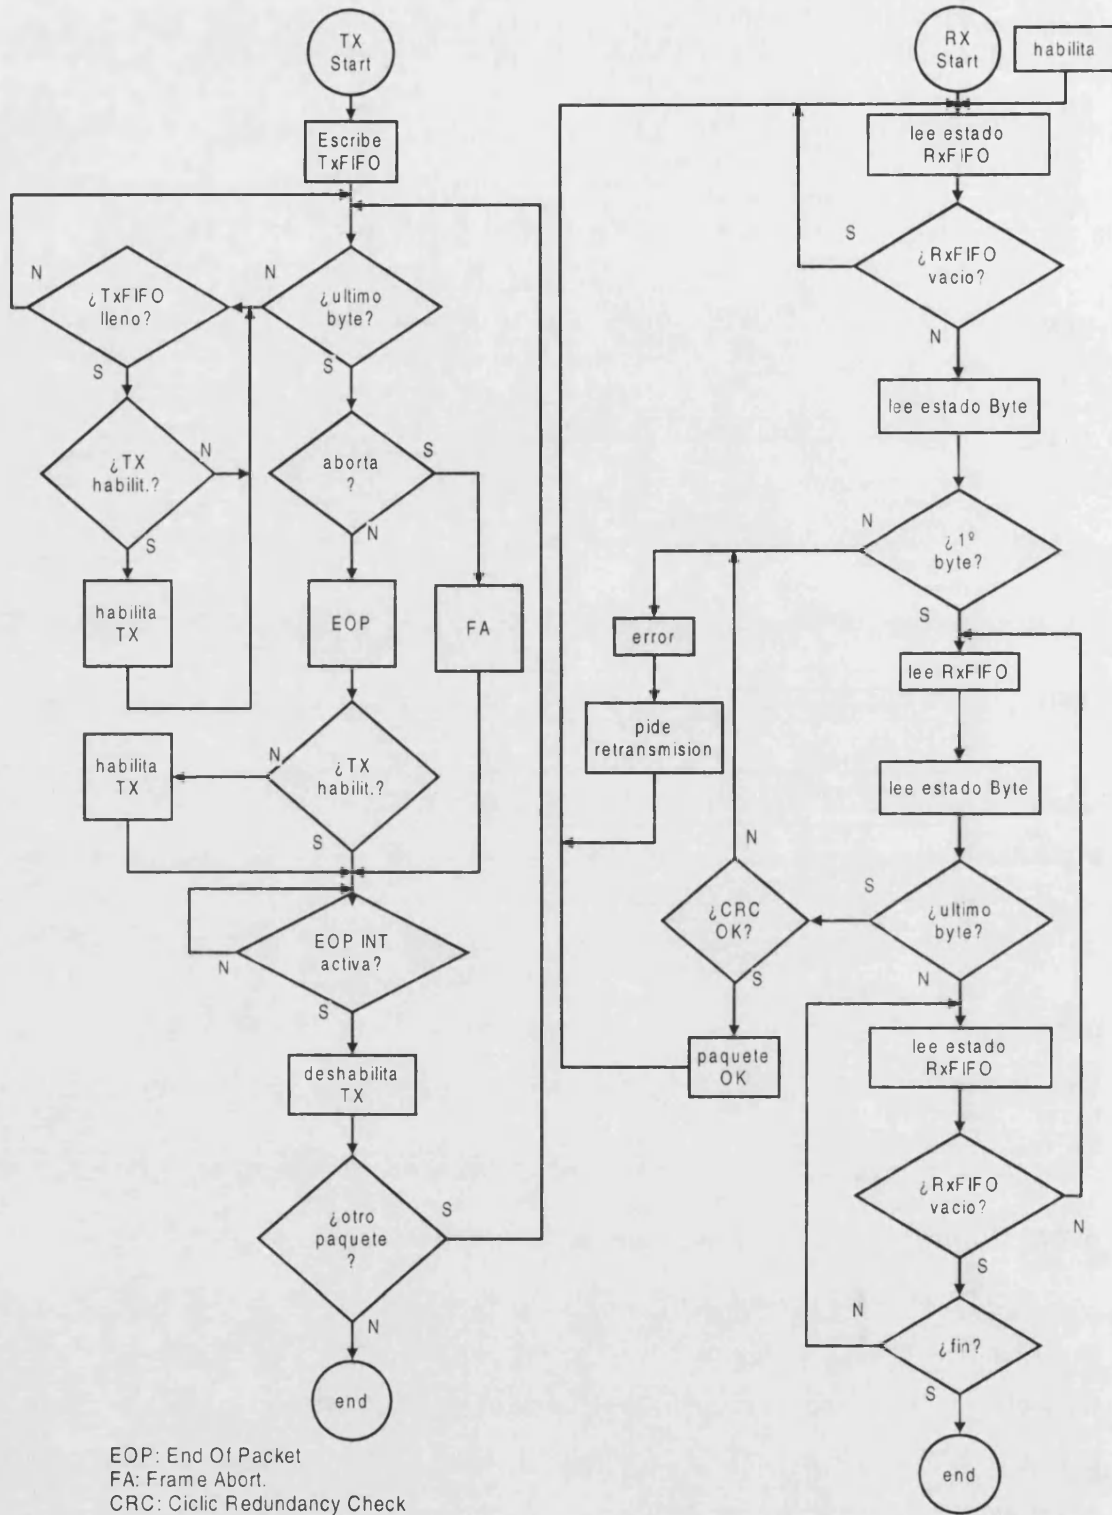 TX
Start
Escribe
TxFIFO
N
¿TxFIFO
lleno?
S
N
¿ultimo
byte?
S
¿TX
habilit.?
N
S
aborta
?
S
N
habilita
TX
EOP
FA
habilita
TX
N
¿TX
habilit.?
S
EOP INT
activa?
N
S
deshabilita
TX
¿otro
paquete
?
S
N
end
EOP: End Of Packet
FA: Frame Abort.
CRC: Ciclic Redundancy Check
RX
Start
habilita
lee estado
RxFIFO
S
¿RxFIFO
vacio?
N
lee estado Byte
N
¿1º
byte?
S
error
lee RxFIFO
pide
retransmision
lee estado Byte
N
¿CRC
OK?
S
S
¿ultimo
byte?
N
paquete
OK
lee estado
RxFIFO
¿RxFIFO
vacio?
N
S
N
¿fin?
S
end